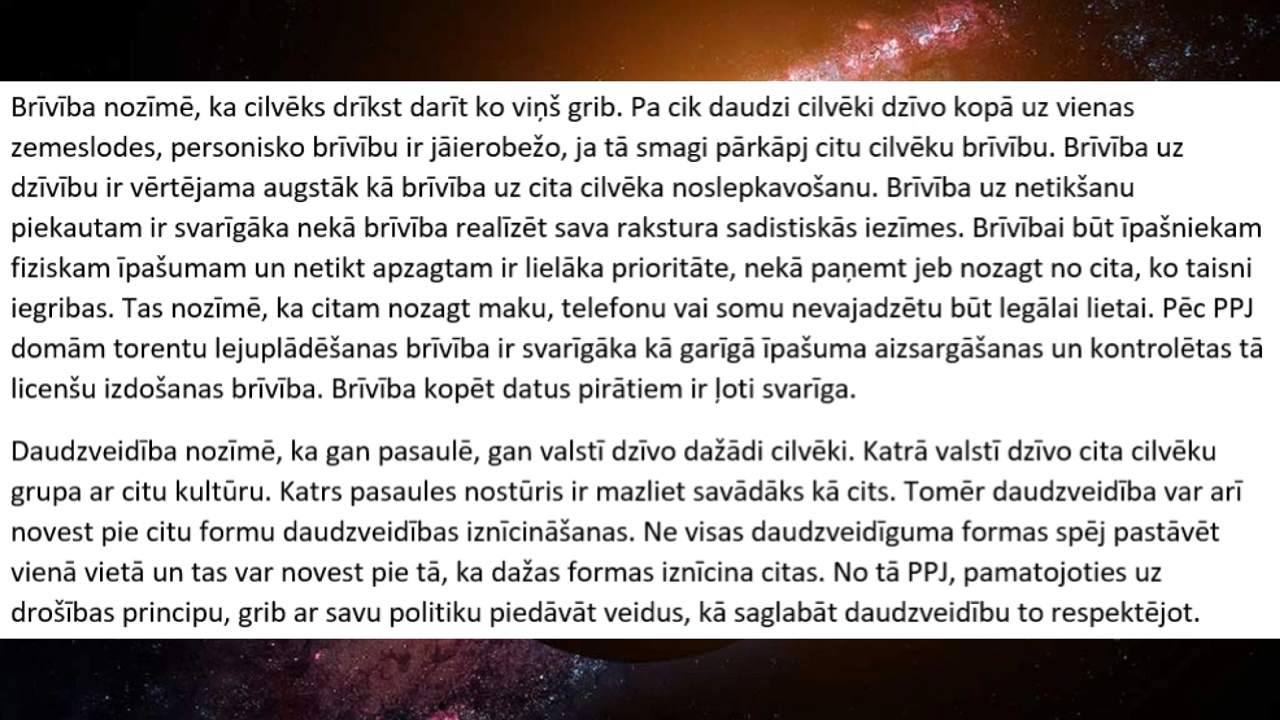 Brīvība nozīmē, ka cilvēks drīkst darīt ko viņš grib. Pa cik daudzi cilvēki dzīvo kopā uz vienas
zemeslodes, personisko brīvību ir jāierobežo, ja tā smagi pārkāpj citu cilvēku brīvību. Brīvība uz
dzīvību ir vērtējama augstāk kā brīvība uz cita cilvēka noslepkavošanu. Brīvība uz netikšanu
piekautam ir svarīgāka nekā brīvība realizēt sava rakstura sadistiskās iezīmes. Brīvībai būt īpašniekam
fiziskam īpašumam un netikt apzagtam ir lielāka prioritāte, nekā paņemt jeb nozagt no cita, ko taisni
iegribas. Tas nozīmē, ka citam nozagt maku, telefonu vai somu nevajadzētu būt legālai lietai. Pēc PPJ
domām torentu lejuplādēšanas brīvība ir svarīgāka kā garīgā īpašuma aizsargāšanas un kontrolētas tā
licenšu izdošanas brīvība. Brīvība kopēt datus pirātiem ir ļoti svarīga.
Daudzveidība nozīmē, ka gan pasaulē, gan valstī dzīvo dažādi cilvēki. Katrā valstī dzīvo cita cilvēku
grupa ar citu kultūru. Katrs pasaules nostūris ir mazliet savādāks kā cits. Tomēr daudzveidība var arī
novest pie citu formu daudzveidības iznīcināšanas. Ne visas daudzveidīguma formas spēj pastāvēt
vienā vietā un tas var novest pie tā, ka dažas formas iznīcina citas. No tā PPJ, pamatojoties uz
drošības principu, grib ar savu politiku piedāvāt veidus, kā saglabāt daudzveidību to respektējot.